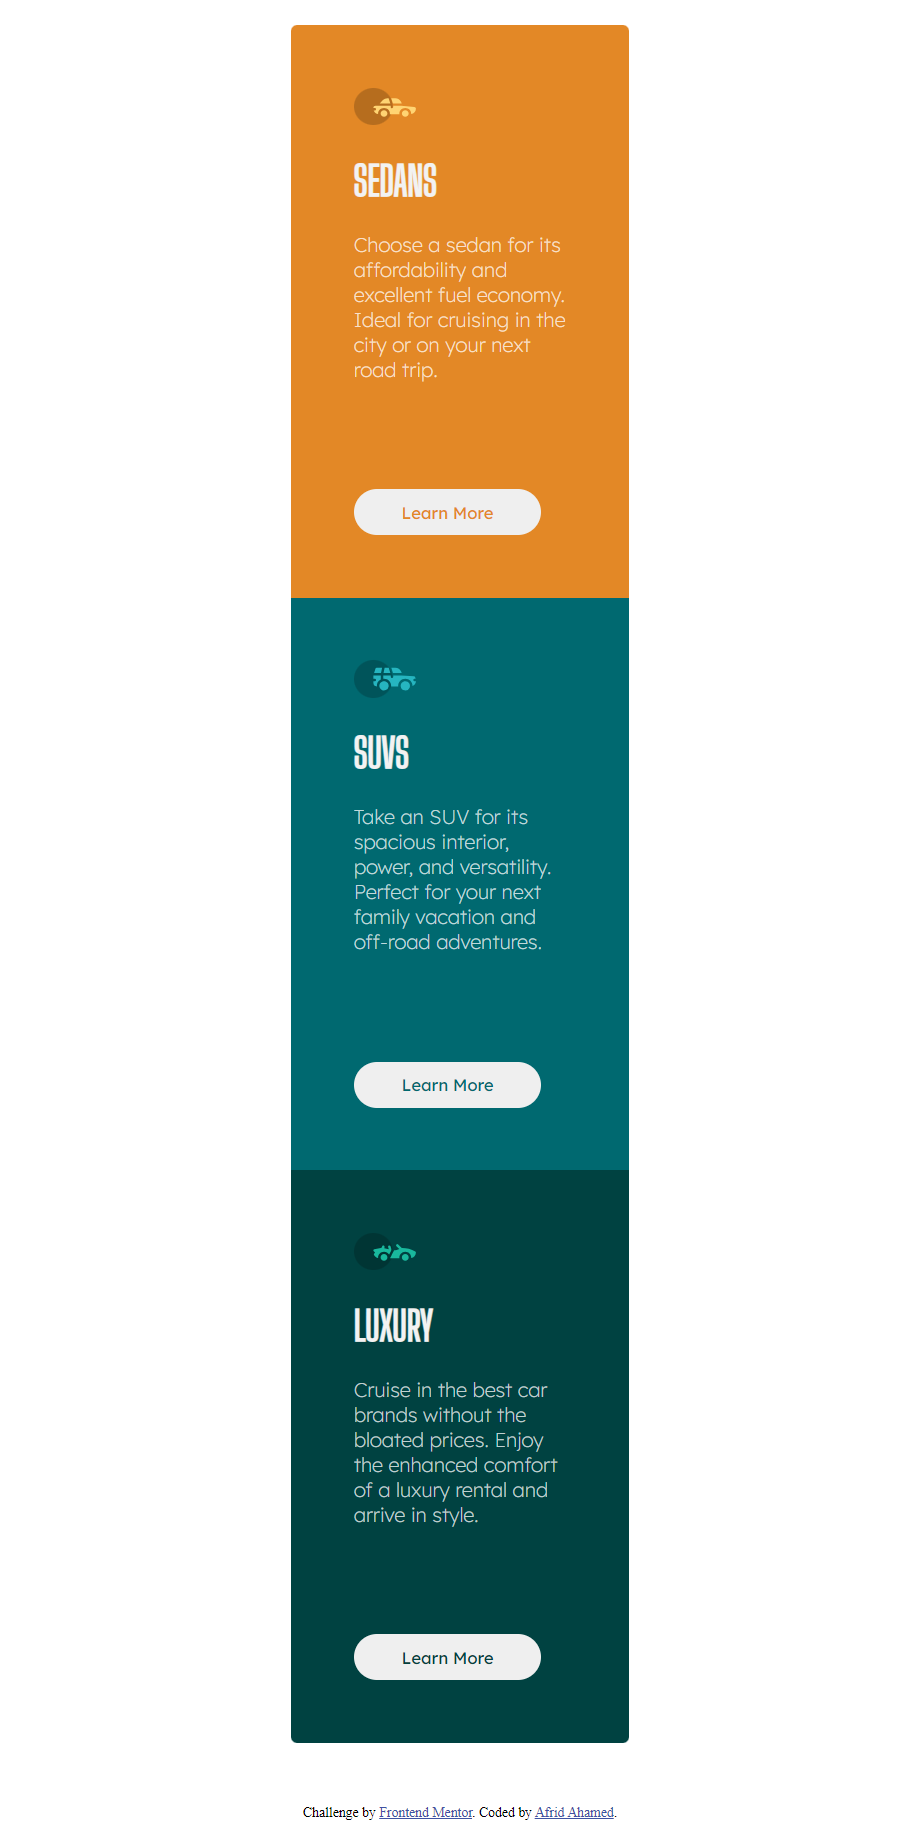 SEDANS
Choose a sedan for its
affordability and
excellent fuel economy.
Ideal for cruising in the
city or on your next
road trip.
Learn More
SUVS
Take an SUV for its
spacious interior,
power, and versatility.
Perfect for your next
family vacation and
off-road adventures.
Learn More
LUXURY
Cruise in the best car
brands without the
bloated prices. Enjoy
the enhanced comfort
of a luxury rental and
arrive in style.
Learn More
Challenge by Frontend Mentor. Coded by Afrid Ahamed.